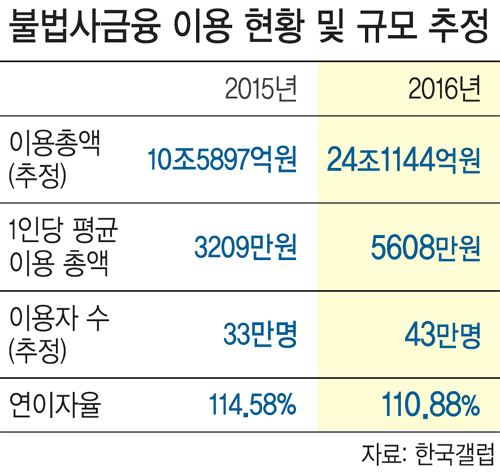 불법사금융 이용 현황 및 규모 추정
2015년 2016년
이용총액
(추정)
10조5897억원 24조1144억원
1인당 평균
이용 총액
3209만원 5608만원
이용자 수
(추정)
33만명 43만명
연이자율 114.58% 110.88%
자료: 한국갤럽